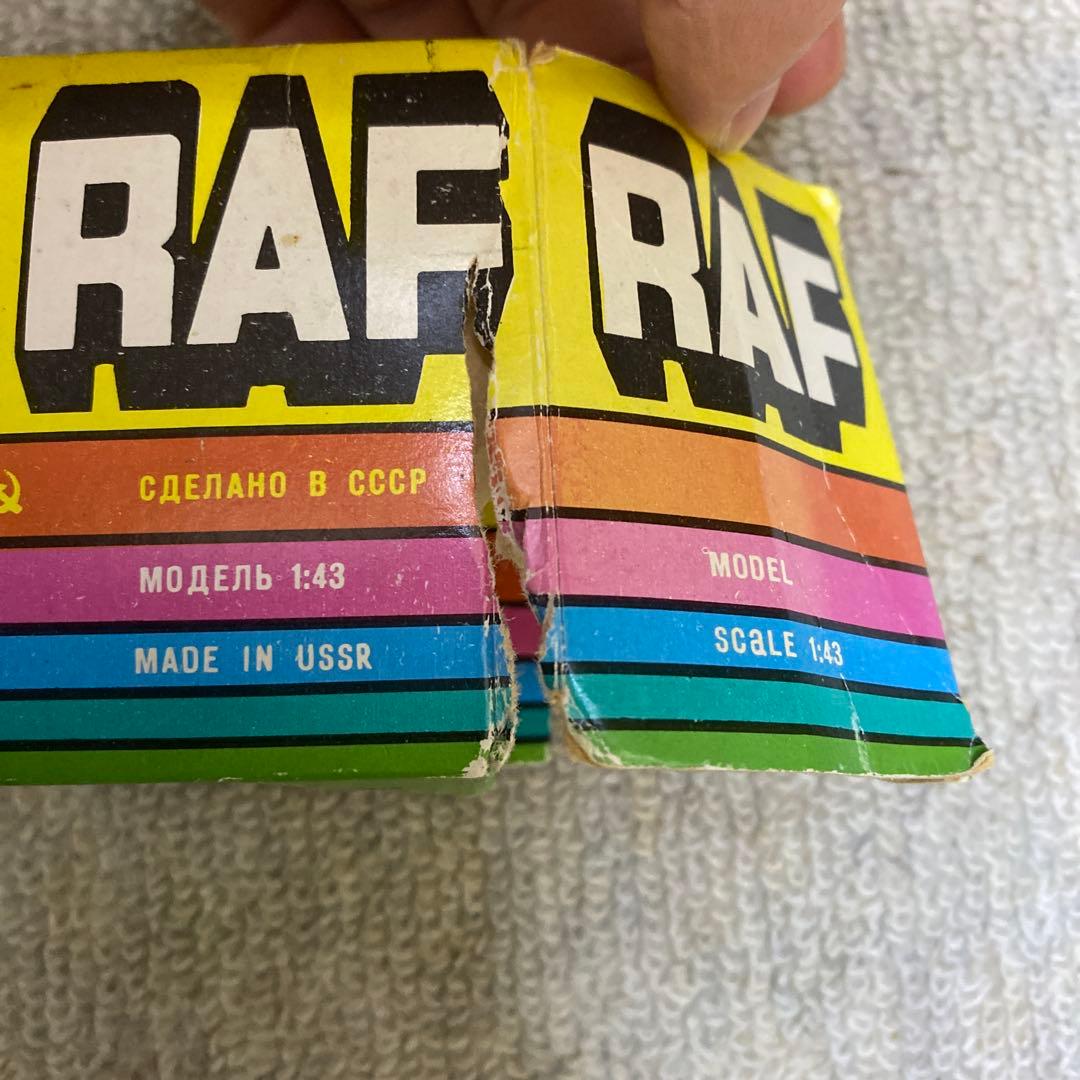 RAF
СДЕЛАНО В СССР
МОДЕЛЬ 1:43
MADE IN USSR
RAF
MODEL
SCaLE 1:43